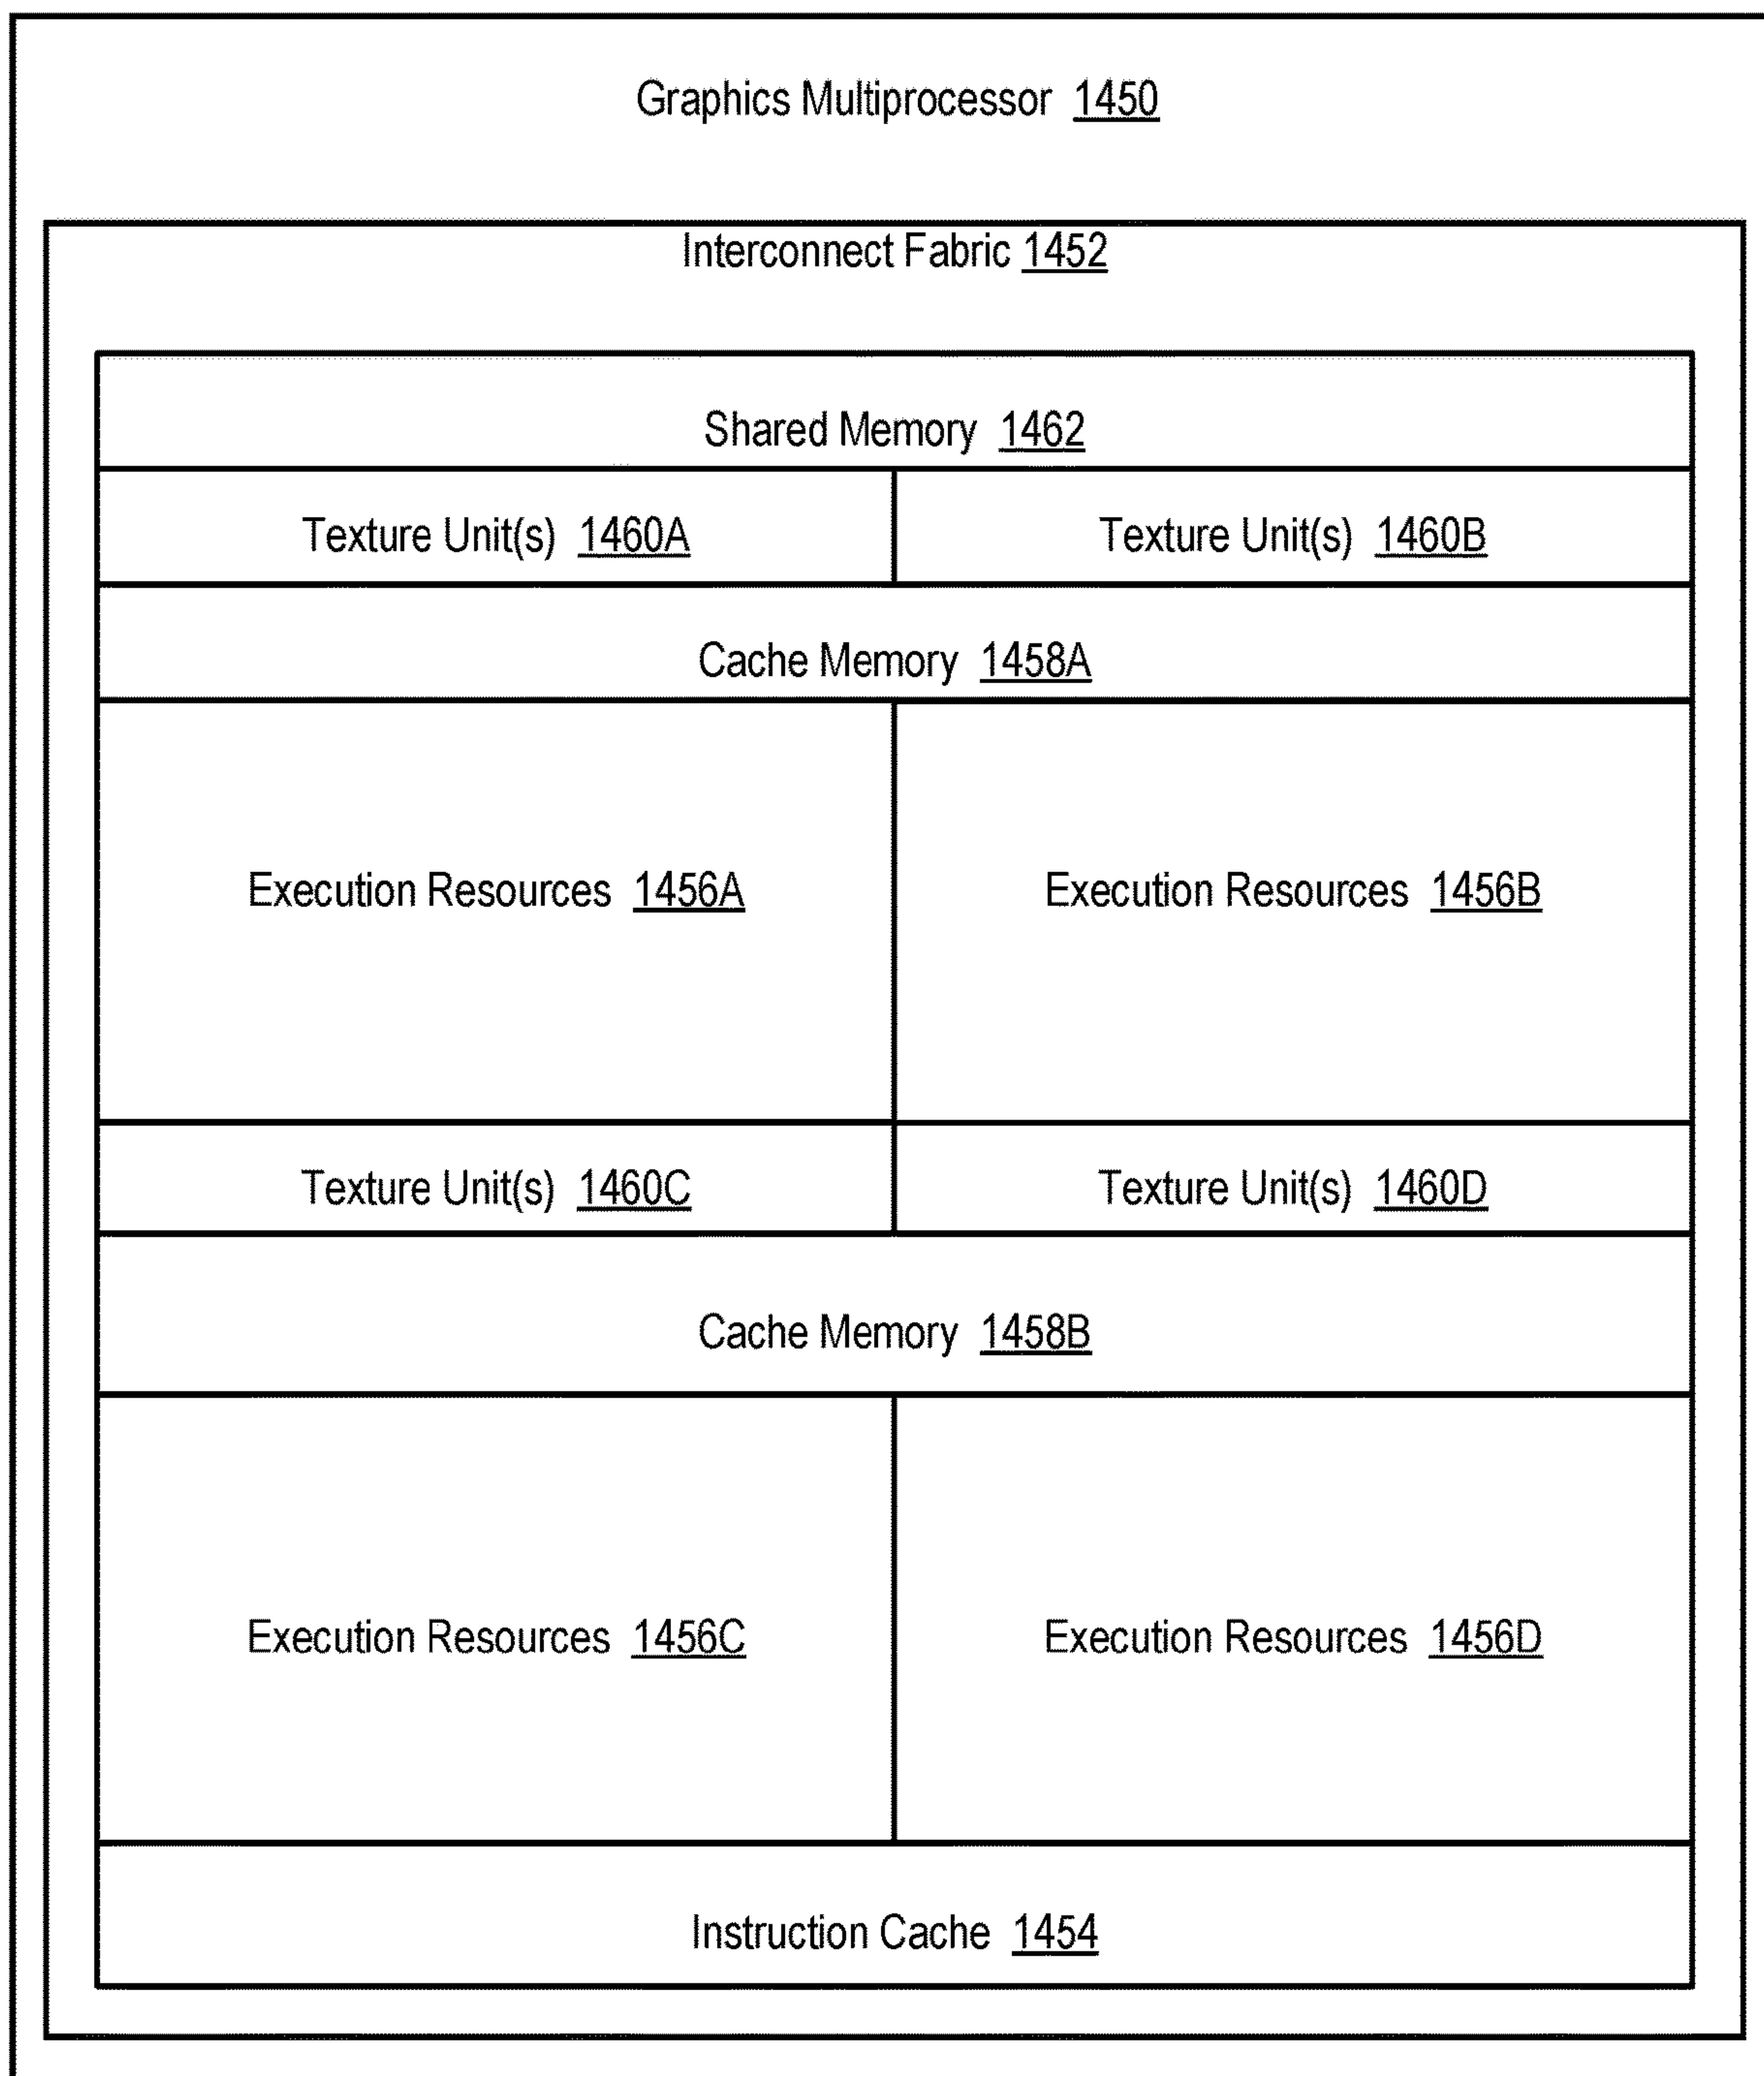 Graphics Multiprocessor 1450
Interconnect Fabric 1452
Shared Memory 1462
Texture Unit(s) 1460A
Texture Unit(s) 1460B
Cache Memory 1458A
Execution Resources 1456A
Execution Resources 1456B
Texture Unit(s) 1460C
Texture Unit(s) 1460D
Cache Memory 1458B
Execution Resources 1456C
Execution Resources 1456D
Instruction Cache 1454